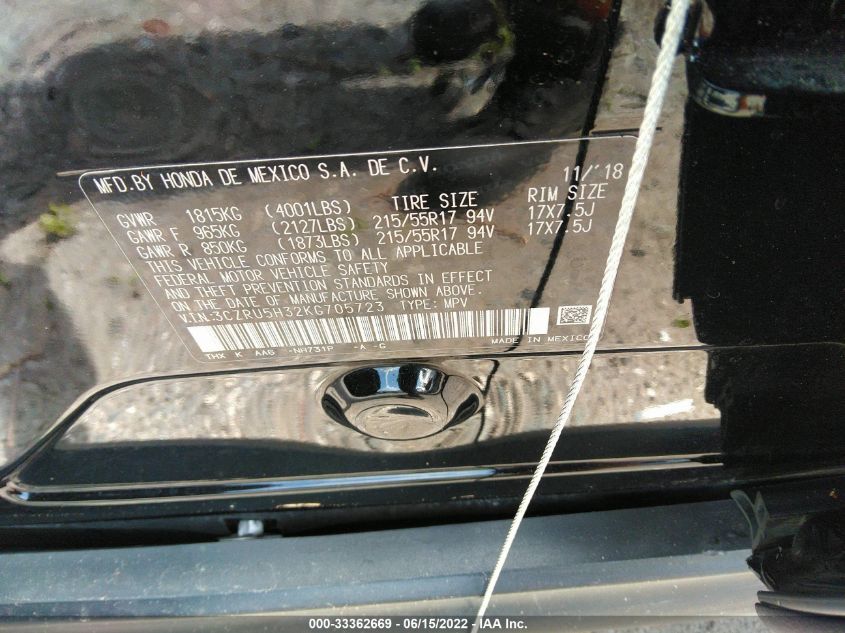 MFD.BY HONDA DE MEXICO S.A. DE C.V. 11/'18
TIRE SIZE RIM SIZE
GVWR 1815KG (4001LBS)
GAWR F 965KG (2127LBS) 215/55R17 94V 17X7.5J
GAWR R 850KG (1873LBS) 215/55R17 94V 17X7.5J
THIS VEHICLE CONFORMS TO ALL APPLICABLE
FEDERAL MOTOR VEHICLE SAFETY
AND THEFT PREVENTION STANDARDS IN EFFECT
ON THE DATE OF MANUFACTURE SHOWN ABOVE.
V.I.N.:3CZRU5H32KG705723 TYPE: MPV
THX K AAG -NH731P -A -G MADE IN MEXICO
000-33362669 - 06/15/2022 - IAA Inc.